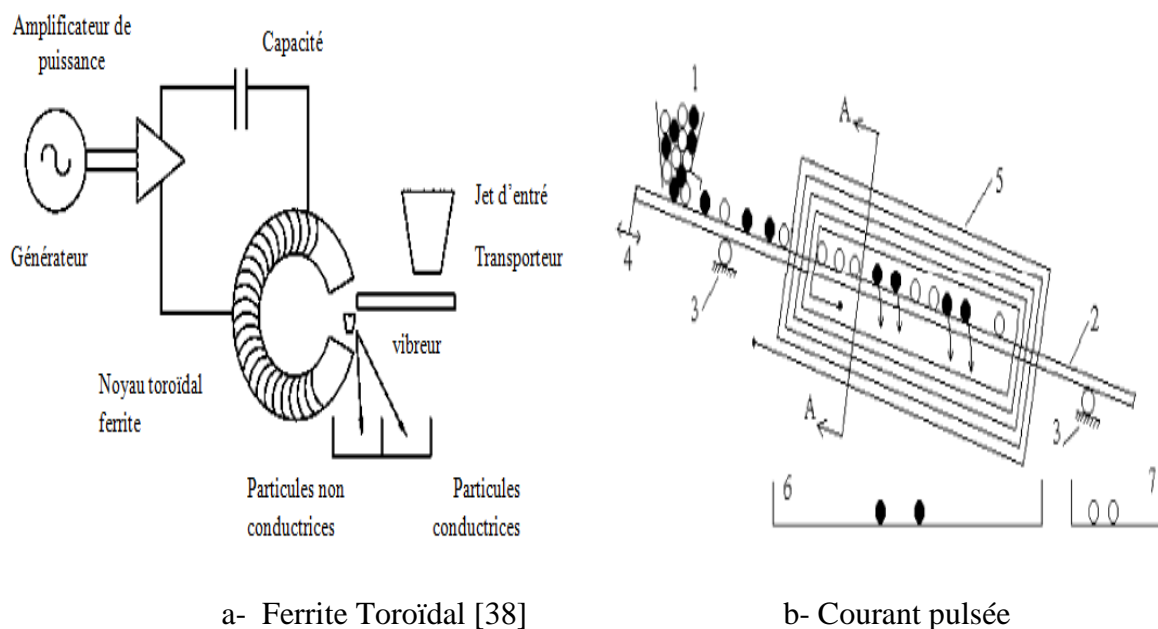 Amplificateur de
puissance
Capacité
Générateur
Jet d'entré
Transporteur
vibreur
Noyau toroïdal
ferrite
Particules non
conductrices
Particules
conductrices
1
A
5
4
3
2
A
3
6
7
a- Ferrite Toroïdal [38]
b- Courant pulsée